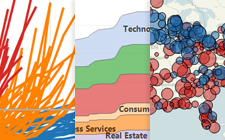 Techno
Consum
ss Services
Real Estate